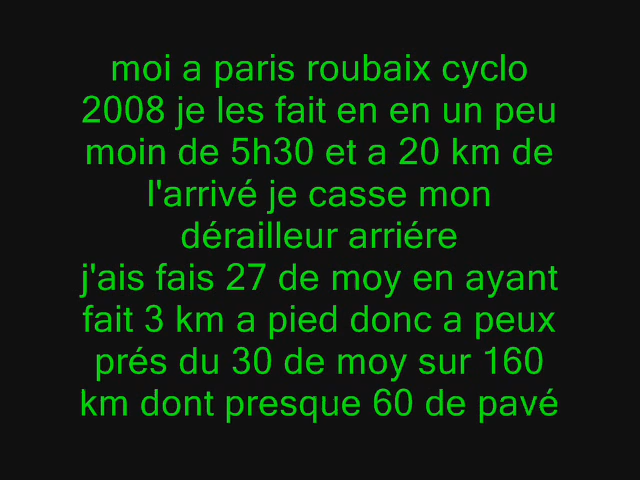 moi a paris roubaix cyclo
2008 je les fait en en un peu
moin de 5h30 et a 20 km de
l'arrivé je casse mon
dérailleur arriére
j'ais fais 27 de moy en ayant
fait 3 km a pied donc a peux
prés du 30 de moy sur 160
km dont presque 60 de pavé